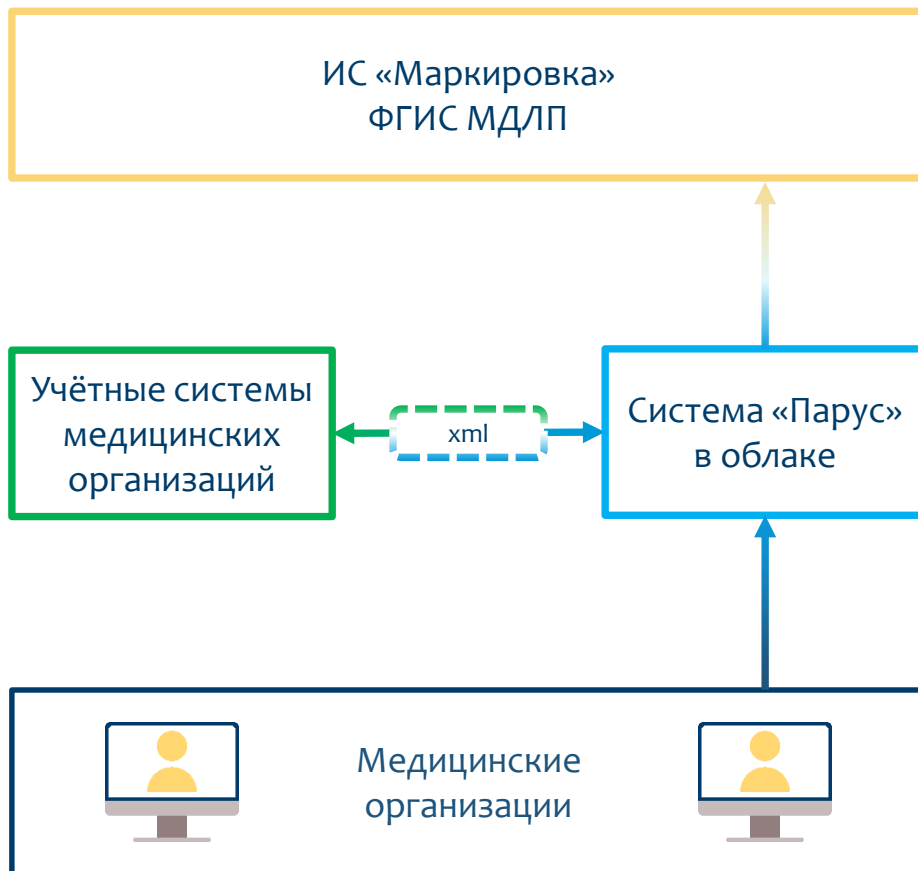 ИС «Маркировка»
ФГИС МДЛП
Учётные системы
медицинских
организаций
xml
Система «Парус»
в облаке
Медицинские
организации